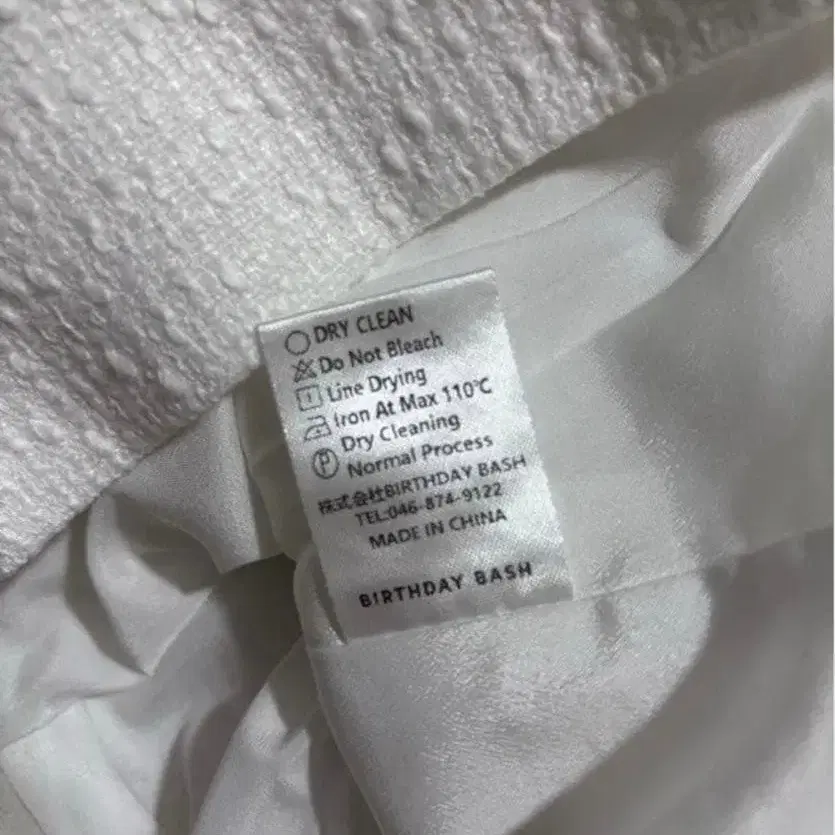 DRY CLEAN
Do Not Bleach
Line Drying
Iron At Max 110℃
Dry Cleaning
Normal Process
株式会社BIRTHDAY BASH
TEL:046-874-9122
MADE IN CHINA
BIRTHDAY BASH